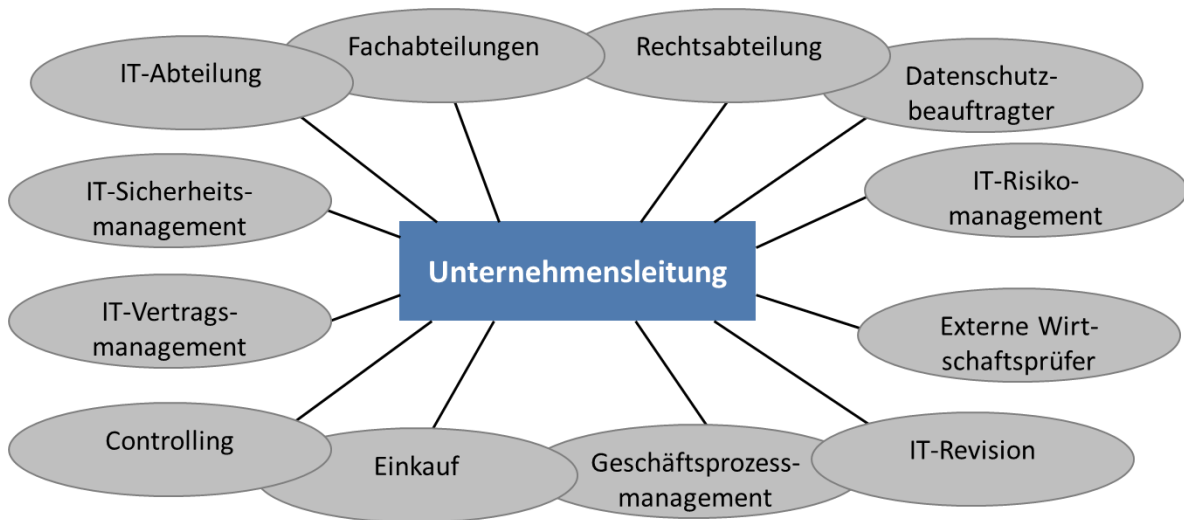 Fachabteilungen
Rechtsabteilung
IT-Abteilung
Datenschutz-
beauftragter
IT-Sicherheits-
management
IT-Risiko-
management
Unternehmensleitung
IT-Vertrags-
management
Externe Wirt-
schaftsprüfer
Controlling
Einkauf
Geschäftsprozess-
management
IT-Revision